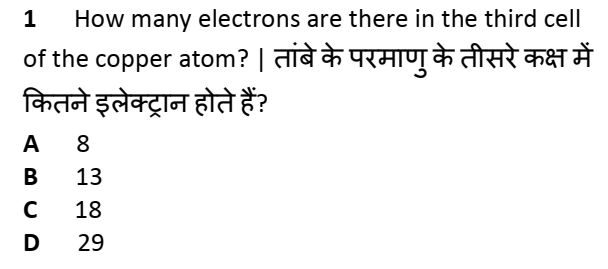 1 How many electrons are there in the third cell
of the copper atom? | तांबे के परमाणु के तीसरे कक्ष में
कितने इलेक्ट्रान होते हैं?
A 8
B 13
C 18
D 29